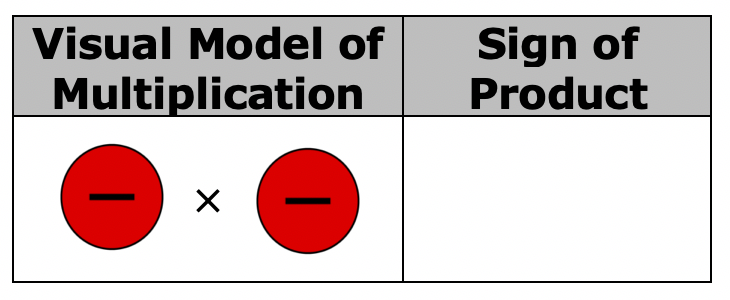 Visual Model of
Multiplication
Sign of
Product
− × −